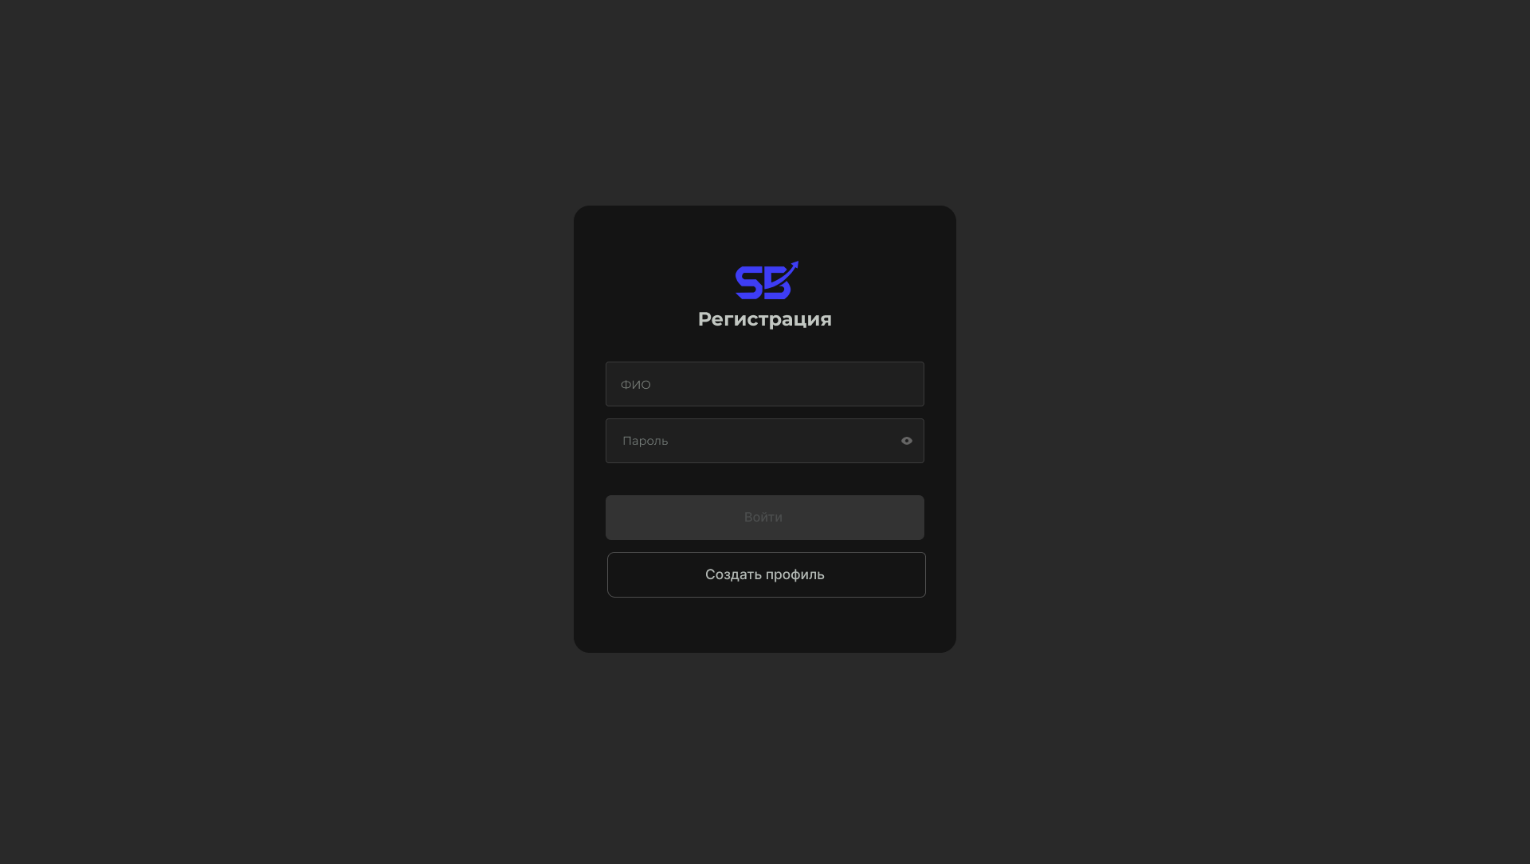 SB
Регистрация
ФИО
Пароль
Войти
Создать профиль